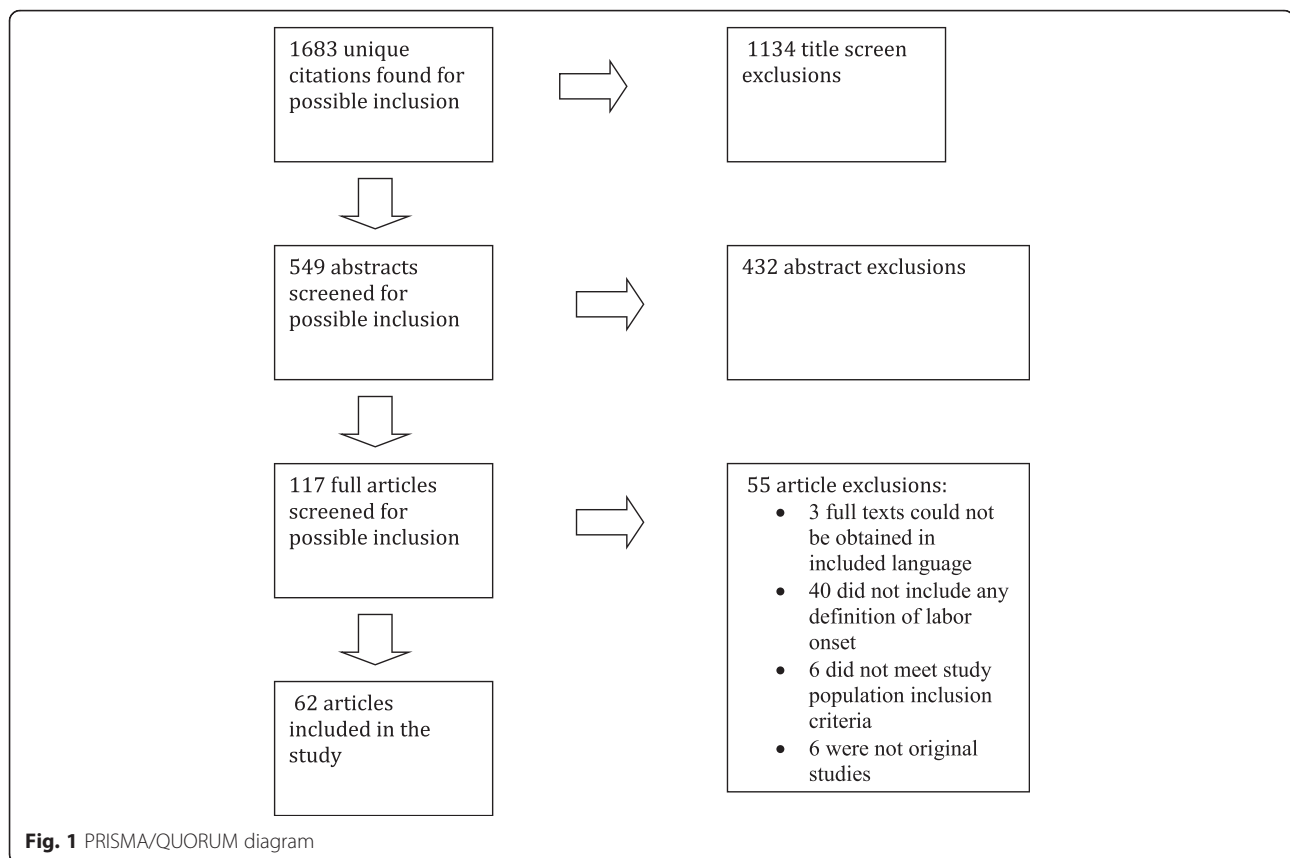 1683 unique
citations found for
possible inclusion
1134 title screen
exclusions
549 abstracts
screened for
possible inclusion
432 abstract exclusions
117 full articles
screened for
possible inclusion
55 article exclusions:
• 3 full texts could not
be obtained in
included language
• 40 did not include any
definition of labor
onset
• 6 did not meet study
population inclusion
criteria
• 6 were not original
studies
62 articles
included in the
study
Fig. 1 PRISMA/QUORUM diagram